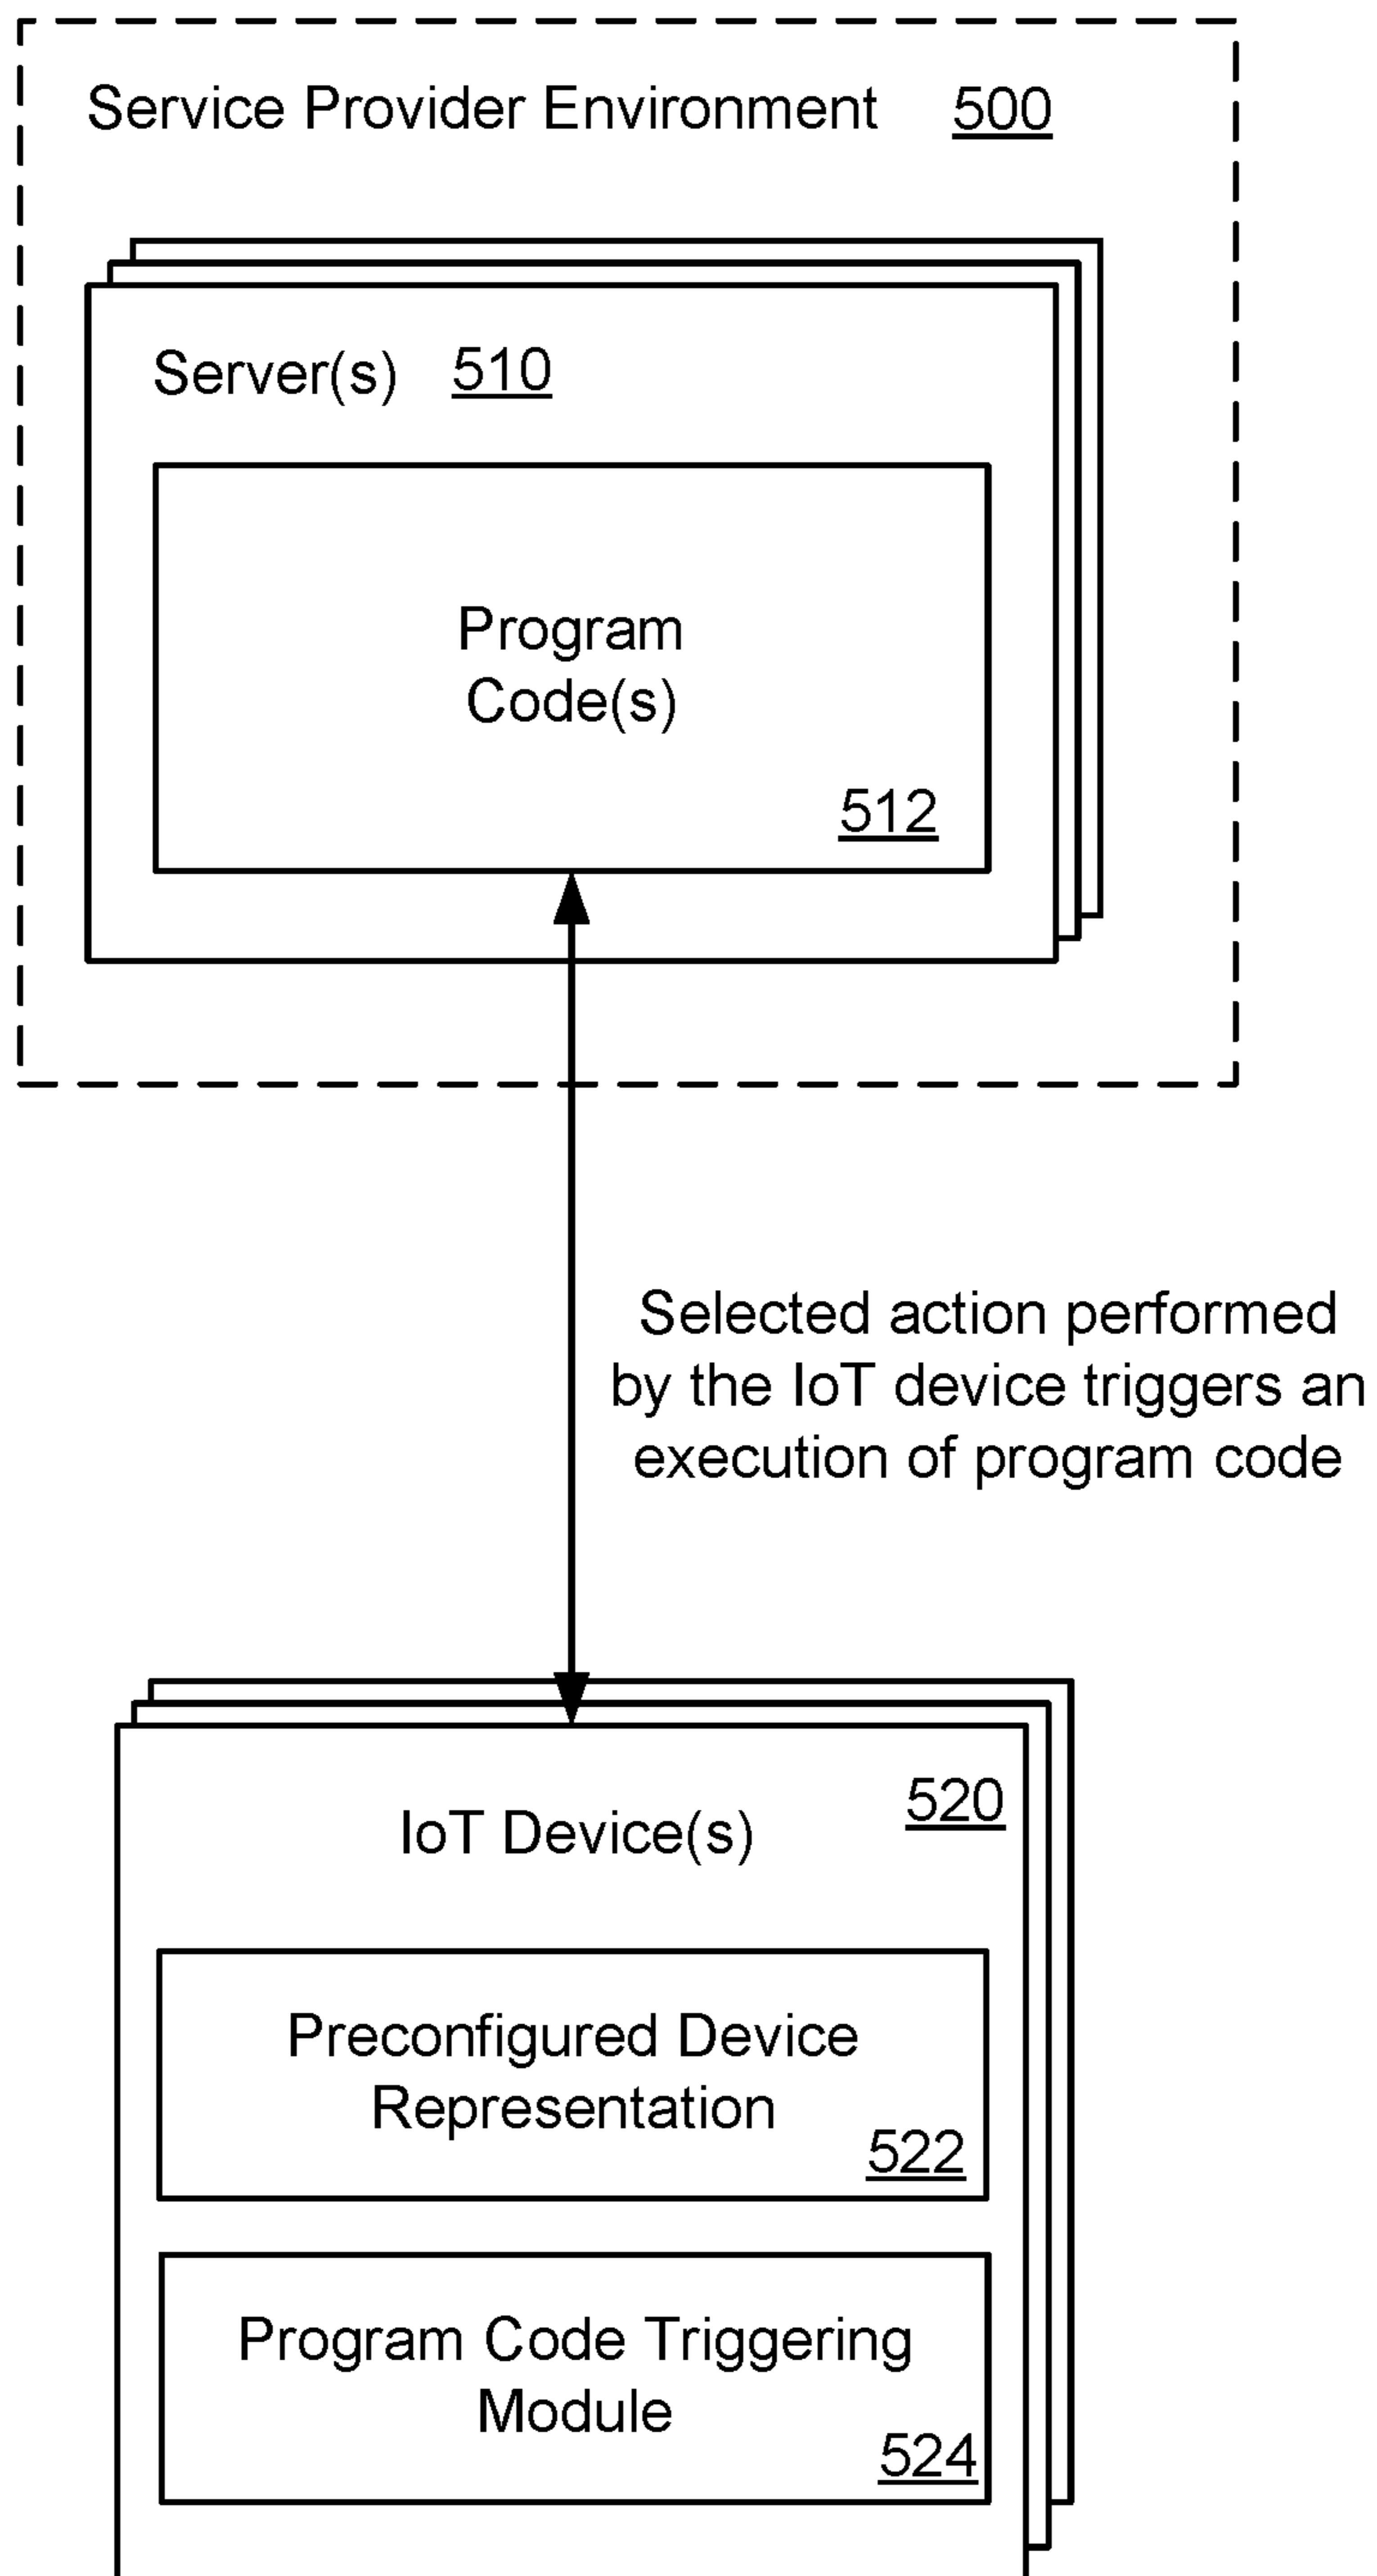 Service Provider Environment 500
Server(s) 510
Program
Code(s)
512
Selected action performed
by the IoT device triggers an
execution of program code
520
IoT Device(s)
Preconfigured Device
Representation
522
Program Code Triggering
Module
524